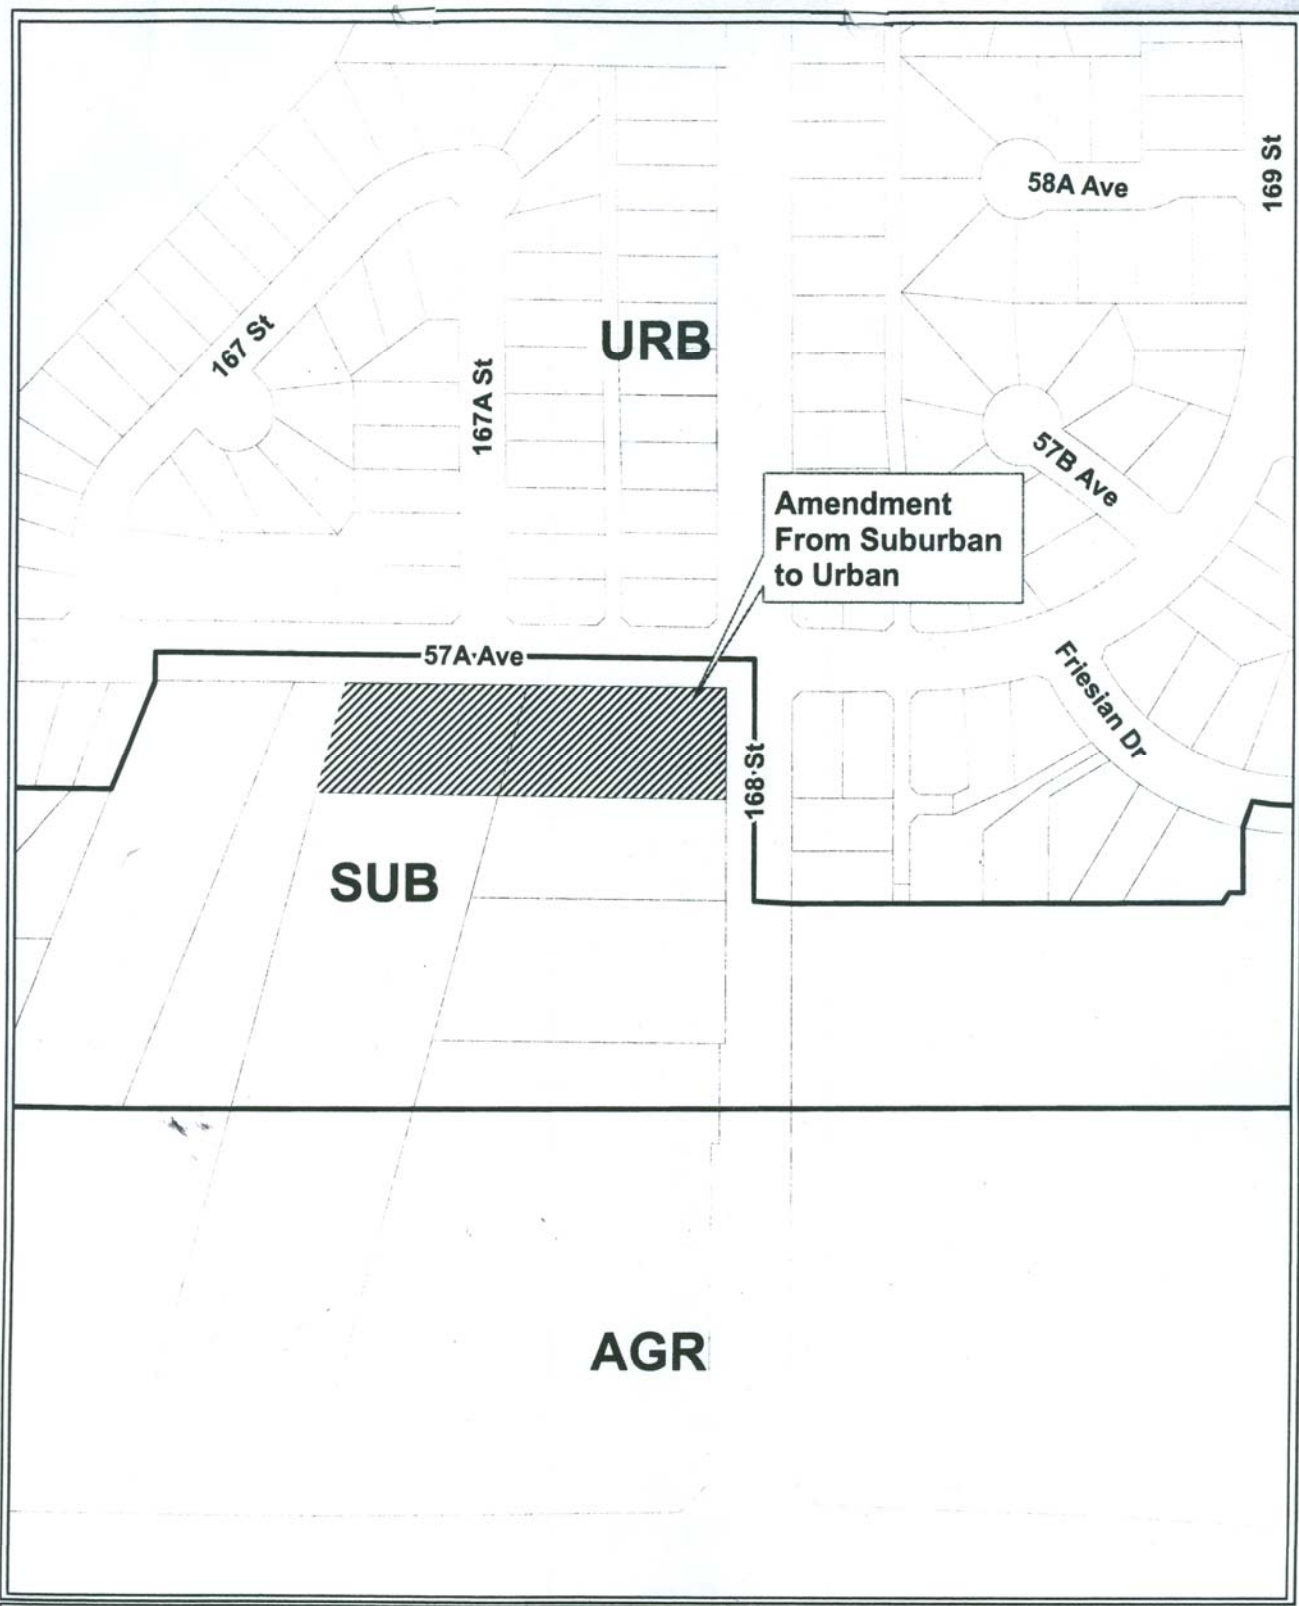 58A Ave
169 St
URB
167 St
167A St
57B Ave
Amendment
From Suburban
to Urban
57A Ave
Friesian Dr
168 St
SUB
AGR